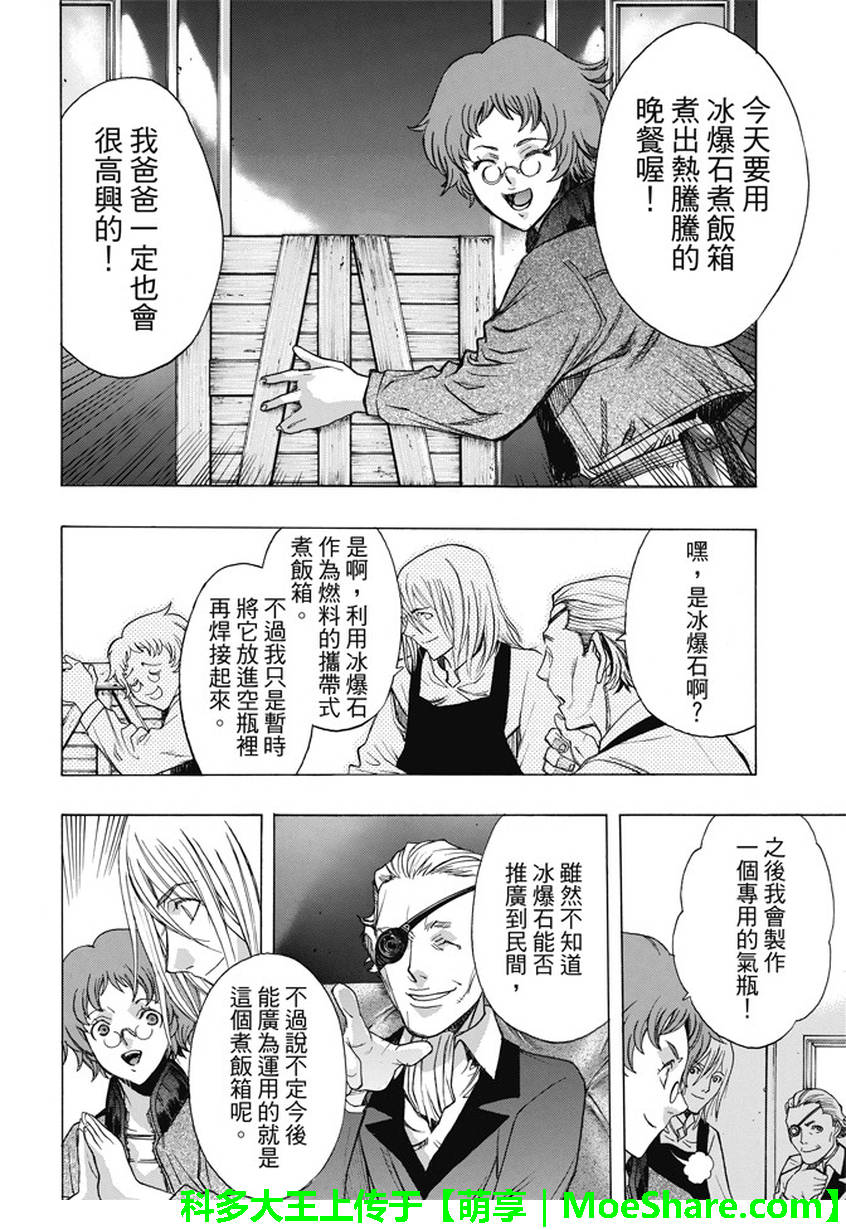 今天要用
冰爆石煮飯箱
煮出熱騰騰的
晚餐喔！
我爸爸一定也會
很高興的！
嘿，是冰爆石啊？
是啊，利用冰爆石
作為燃料的攜帶式
煮飯箱。
不過我只是暫時
將它放進空瓶裡
再焊接起來。
之後我會製作
一個專用的氣瓶！
雖然不知道
冰爆石能否
推廣到民間，
不過說不定今後
能廣為運用的就是
這個煮飯箱呢。
科多大王上传于【萌享｜MoeShare.com】